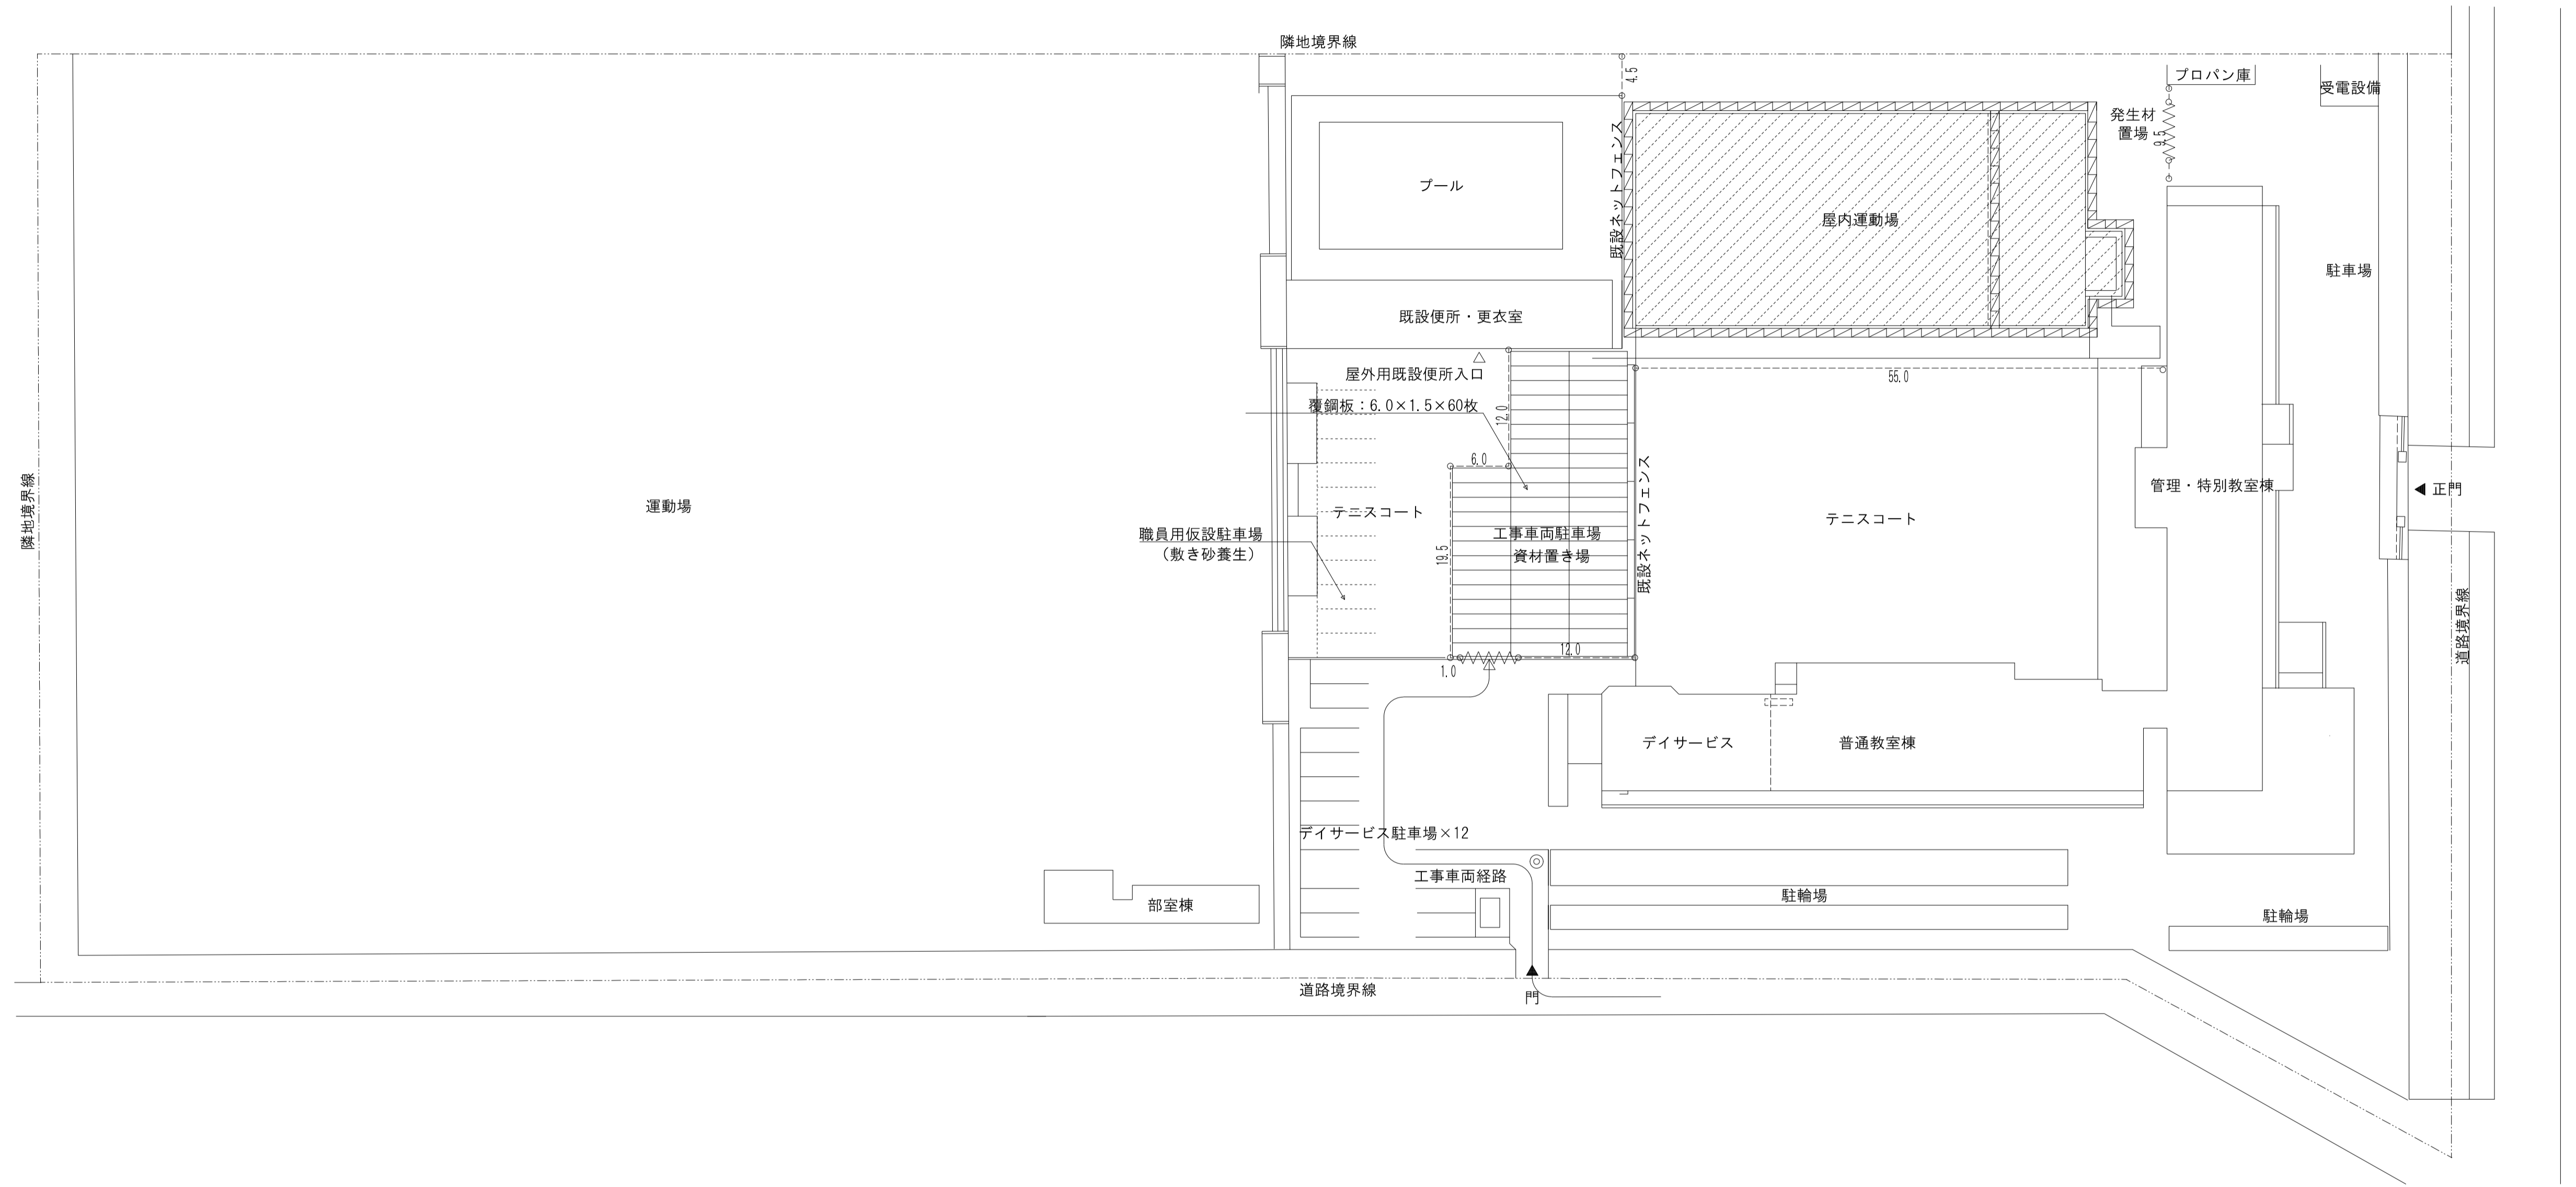 隣地境界線
4.5
プロパン庫
受電設備
発生材
置場
9.5
既設ネットフェンス
プール
屋内運動場
駐車場
既設便所・更衣室
屋外用既設便所入口
55.0
覆鋼板：6.0×1.5×60枚
12.0
6.0
既設ネットフェンス
管理・特別教室棟
正門
隣地境界線
運動場
テニスコート
テニスコート
職員用仮設駐車場
（敷き砂養生）
工事車両駐車場
資材置き場
19.5
道路境界線
12.0
1.0
デイサービス
普通教室棟
デイサービス駐車場×12
工事車両経路
駐輪場
部室棟
駐輪場
道路境界線
門